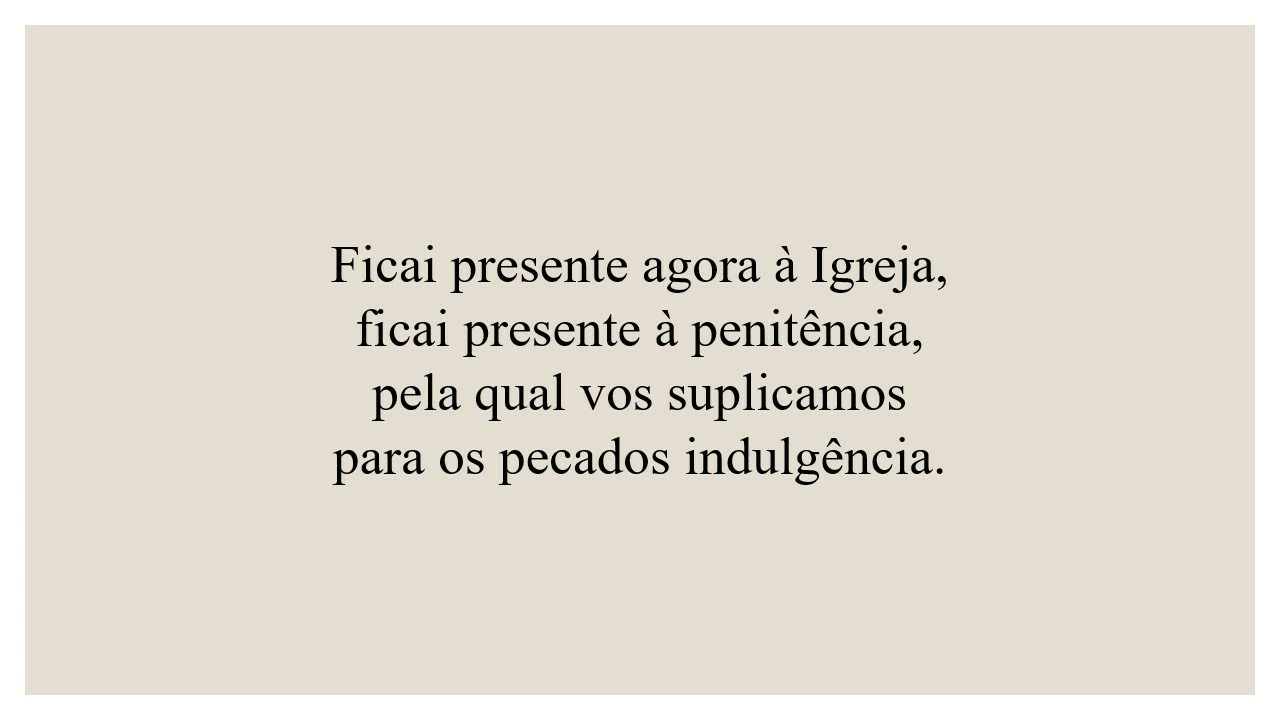 Ficai presente agora à Igreja,
ficai presente à penitência,
pela qual vos suplicamos
para os pecados indulgência.